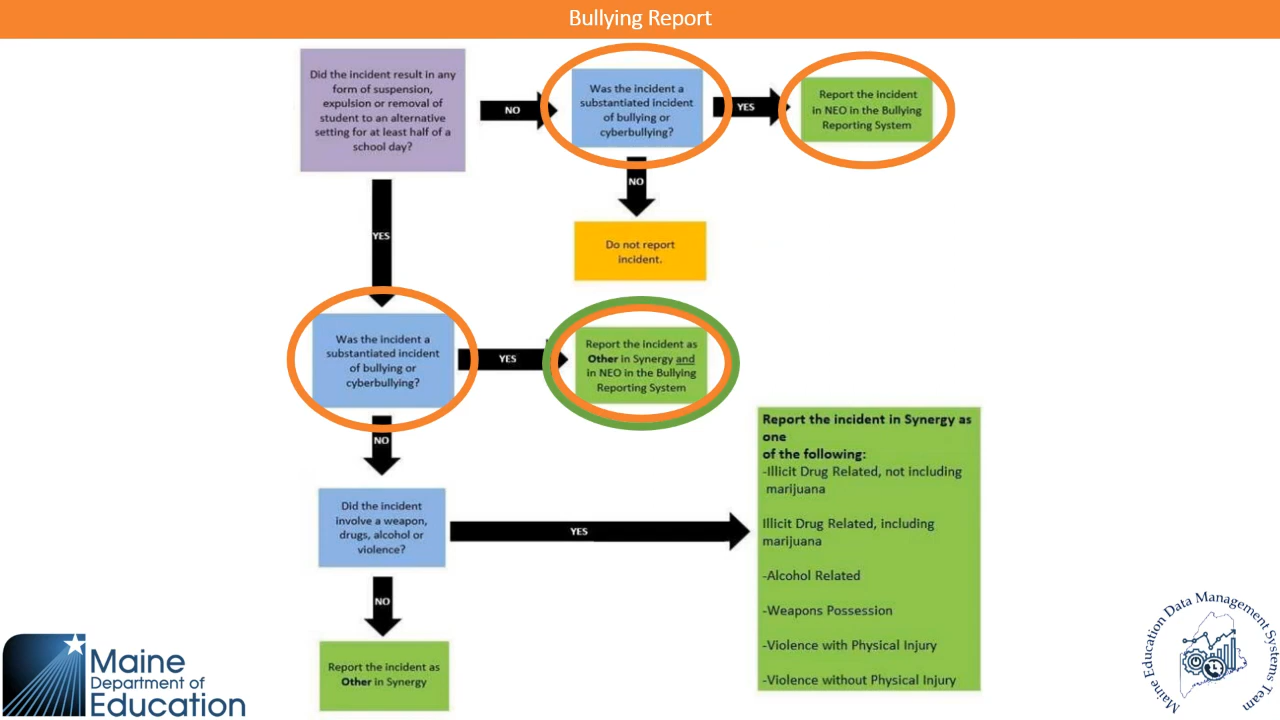 Bullying Report
Did the incident result in any
form of suspension,
expulsion or removal of
student to an alternative
setting for at least half of a
school day?
NO
Was the incident a
substantiated incident
of bullying or
cyberbullying?
YES
Report the incident
in NEO in the Bullying
Reporting System
NO
Do not report
incident.
YES
Was the incident a
substantiated incident
of bullying or
cyberbullying?
YES
Report the incident as
Other in Synergy and
in NEO in the Bullying
Reporting System
NO
Did the incident
involve a weapon,
drugs, alcohol or
violence?
YES
Report the incident in Synergy as
one
of the following:
-Illicit Drug Related, not including
marijuana
Illicit Drug Related, including
marijuana
-Alcohol Related
-Weapons Possession
-Violence with Physical Injury
-Violence without Physical Injury
NO
Report the incident as
Other in Synergy
Maine
Department of
Education
Maine Education Data Management Systems Team